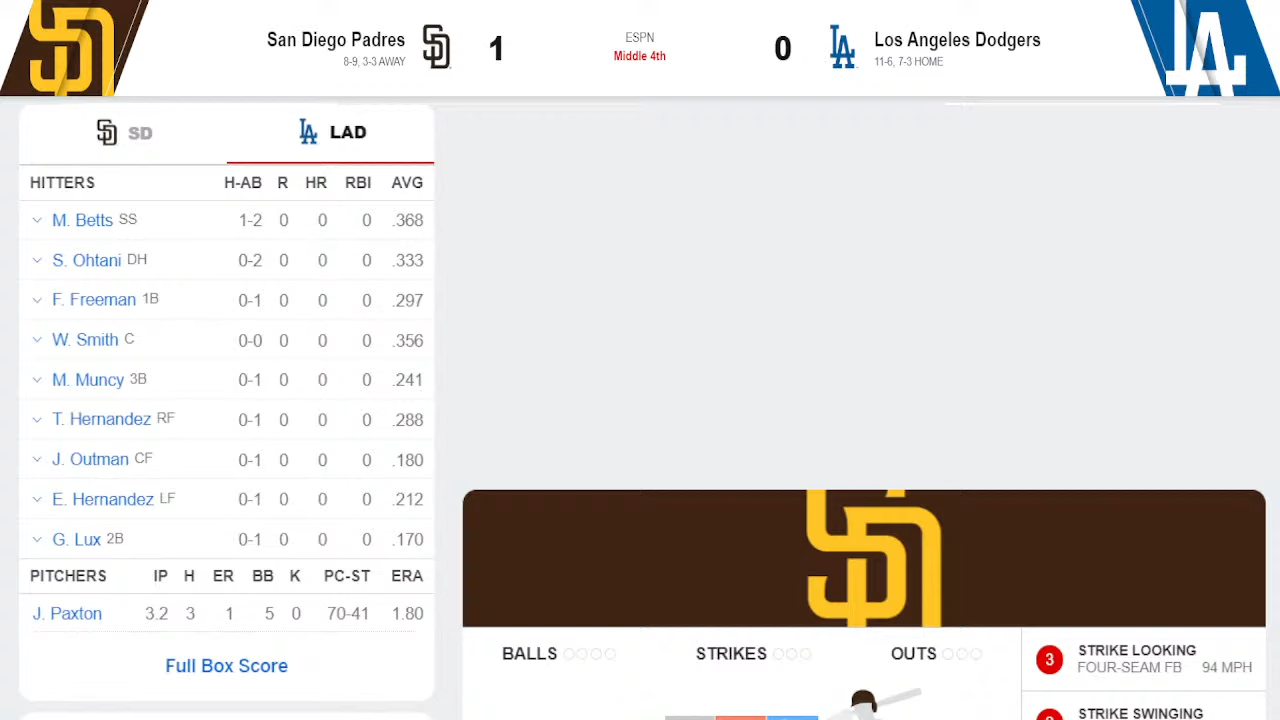 San Diego Padres
8-9, 3-3 AWAY
SD
1
ESPN
Middle 4th
0
LA
Los Angeles Dodgers
11-6, 7-3 HOME
SD LAD
HITTERS H-AB R HR RBI AVG
M. Betts SS 1-2 0 0 0 .368
S. Ohtani DH 0-2 0 0 0 .333
F. Freeman 1B 0-1 0 0 0 .297
W. Smith C 0-0 0 0 0 .356
M. Muncy 3B 0-1 0 0 0 .241
T. Hernandez RF 0-1 0 0 0 .288
J. Outman CF 0-1 0 0 0 .180
E. Hernandez LF 0-1 0 0 0 .212
G. Lux 2B 0-1 0 0 0 .170
PITCHERS IP H ER BB K PC-ST ERA
J. Paxton 3.2 3 1 5 0 70-41 1.80
Full Box Score
SD
BALLS STRIKES OUTS
3 STRIKE LOOKING
FOUR-SEAM FB 94 MPH
STRIKE SWINGING